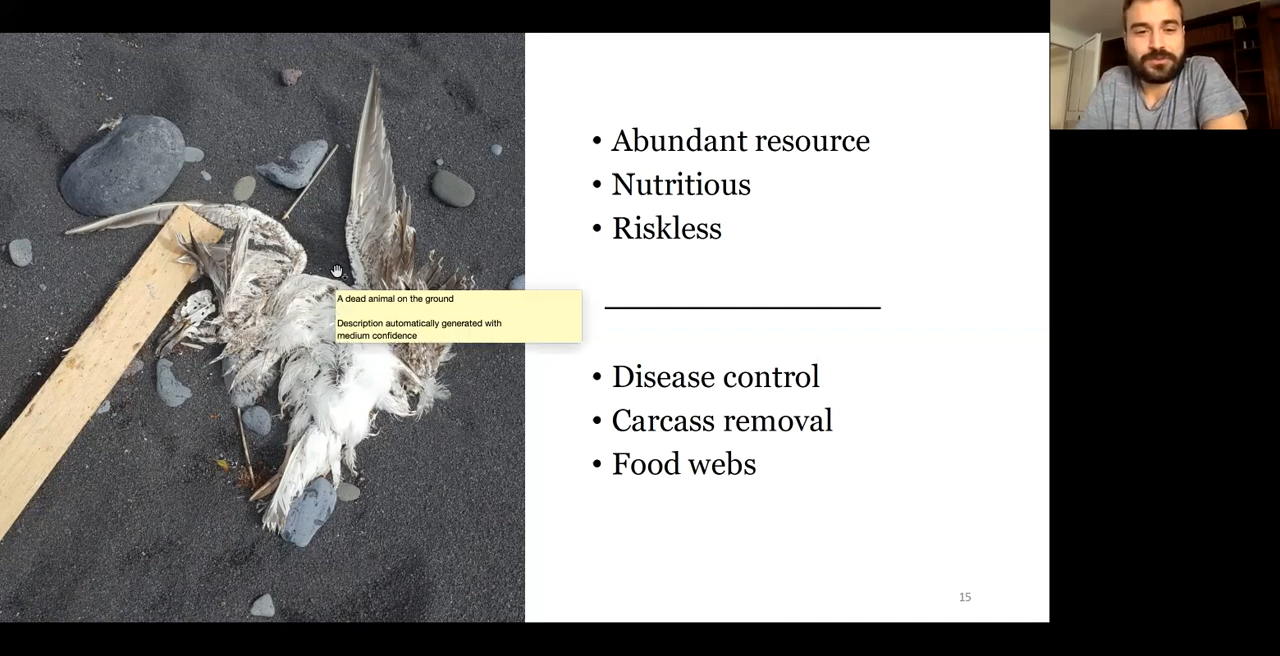 • Abundant resource
• Nutritious
• Riskless
A dead animal on the ground
Description automatically generated with
medium confidence
• Disease control
• Carcass removal
• Food webs
15